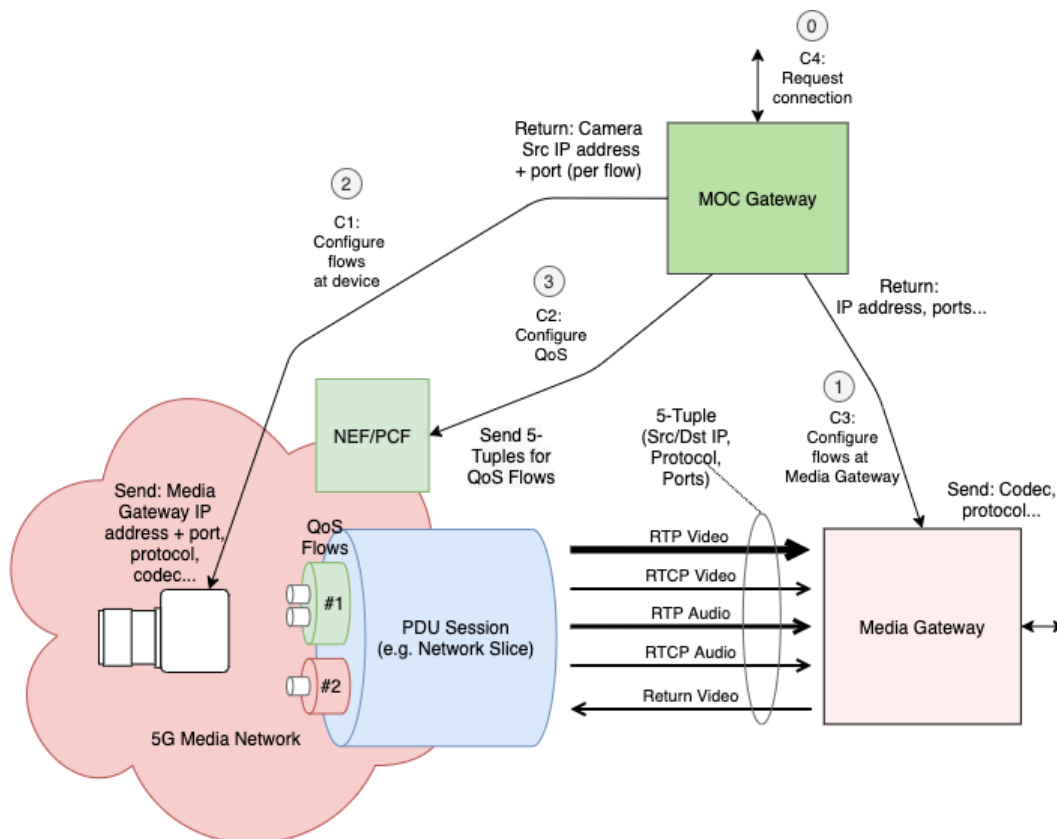 0
C4:
Request
connection
Return: Camera
Src IP address
+ port (per flow)
MOC Gateway
2
C1:
Configure
flows
at device
3
C2:
Configure
QoS
Return:
IP address, ports...
1
C3:
Configure
flows at
Media Gateway
NEF/PCF
Send 5-
Tuples for
QoS Flows
5-Tuple
(Src/Dst IP,
Protocol,
Ports)
Send: Codec,
protocol...
Send: Media
Gateway IP
address + port,
protocol,
codec...
QoS
Flows
#1
#2
PDU Session
(e.g. Network Slice)
RTP Video
RTCP Video
RTP Audio
RTCP Audio
Return Video
Media Gateway
5G Media Network